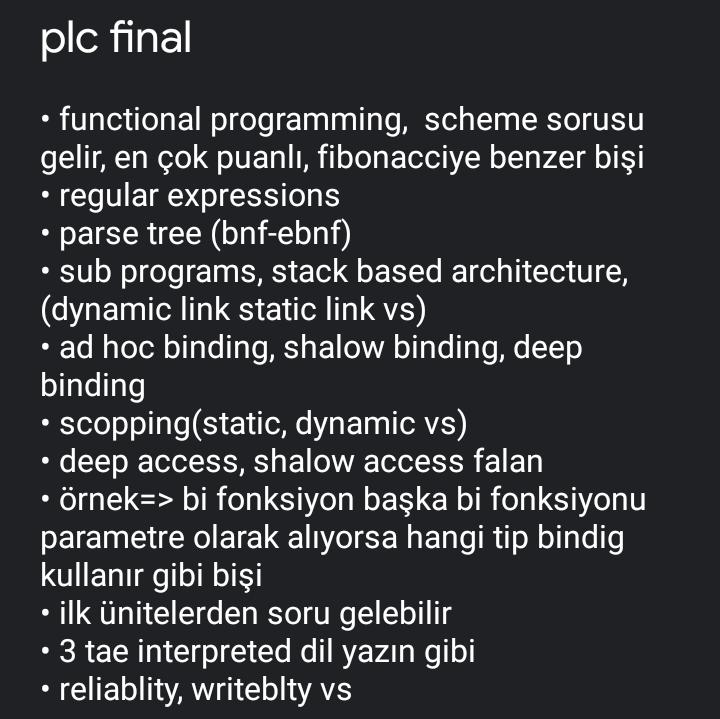 plc final
• functional programming,  scheme sorusu
gelir, en çok puanlı, fibonacciye benzer bişi
• regular expressions
• parse tree (bnf-ebnf)
• sub programs, stack based architecture,
(dynamic link static link vs)
• ad hoc binding, shalow binding, deep
binding
• scopping(static, dynamic vs)
• deep access, shalow access falan
• örnek=> bi fonksiyon başka bi fonksiyonu
parametre olarak alıyorsa hangi tip bindig
kullanır gibi bişi
• ilk ünitelerden soru gelebilir
• 3 tae interpreted dil yazın gibi
• reliablity, writeblty vs